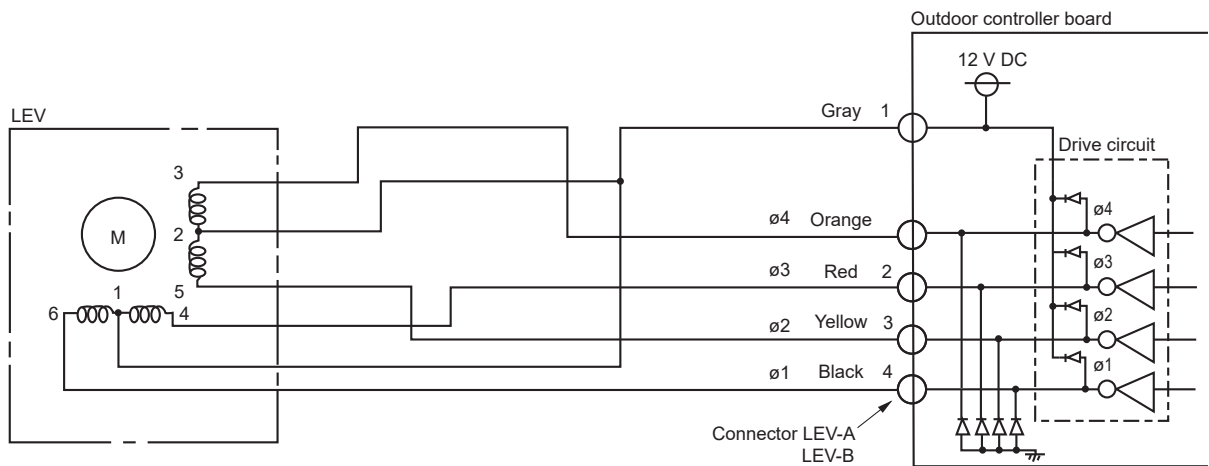 Outdoor controller board
12 V DC
LEV
Gray 1
Drive circuit
3
ø4 Orange
ø4
M
2
ø3 Red 2
ø3
5
6 1 4
ø2 Yellow 3
ø2
ø1 Black 4
ø1
Connector LEV-A
LEV-B